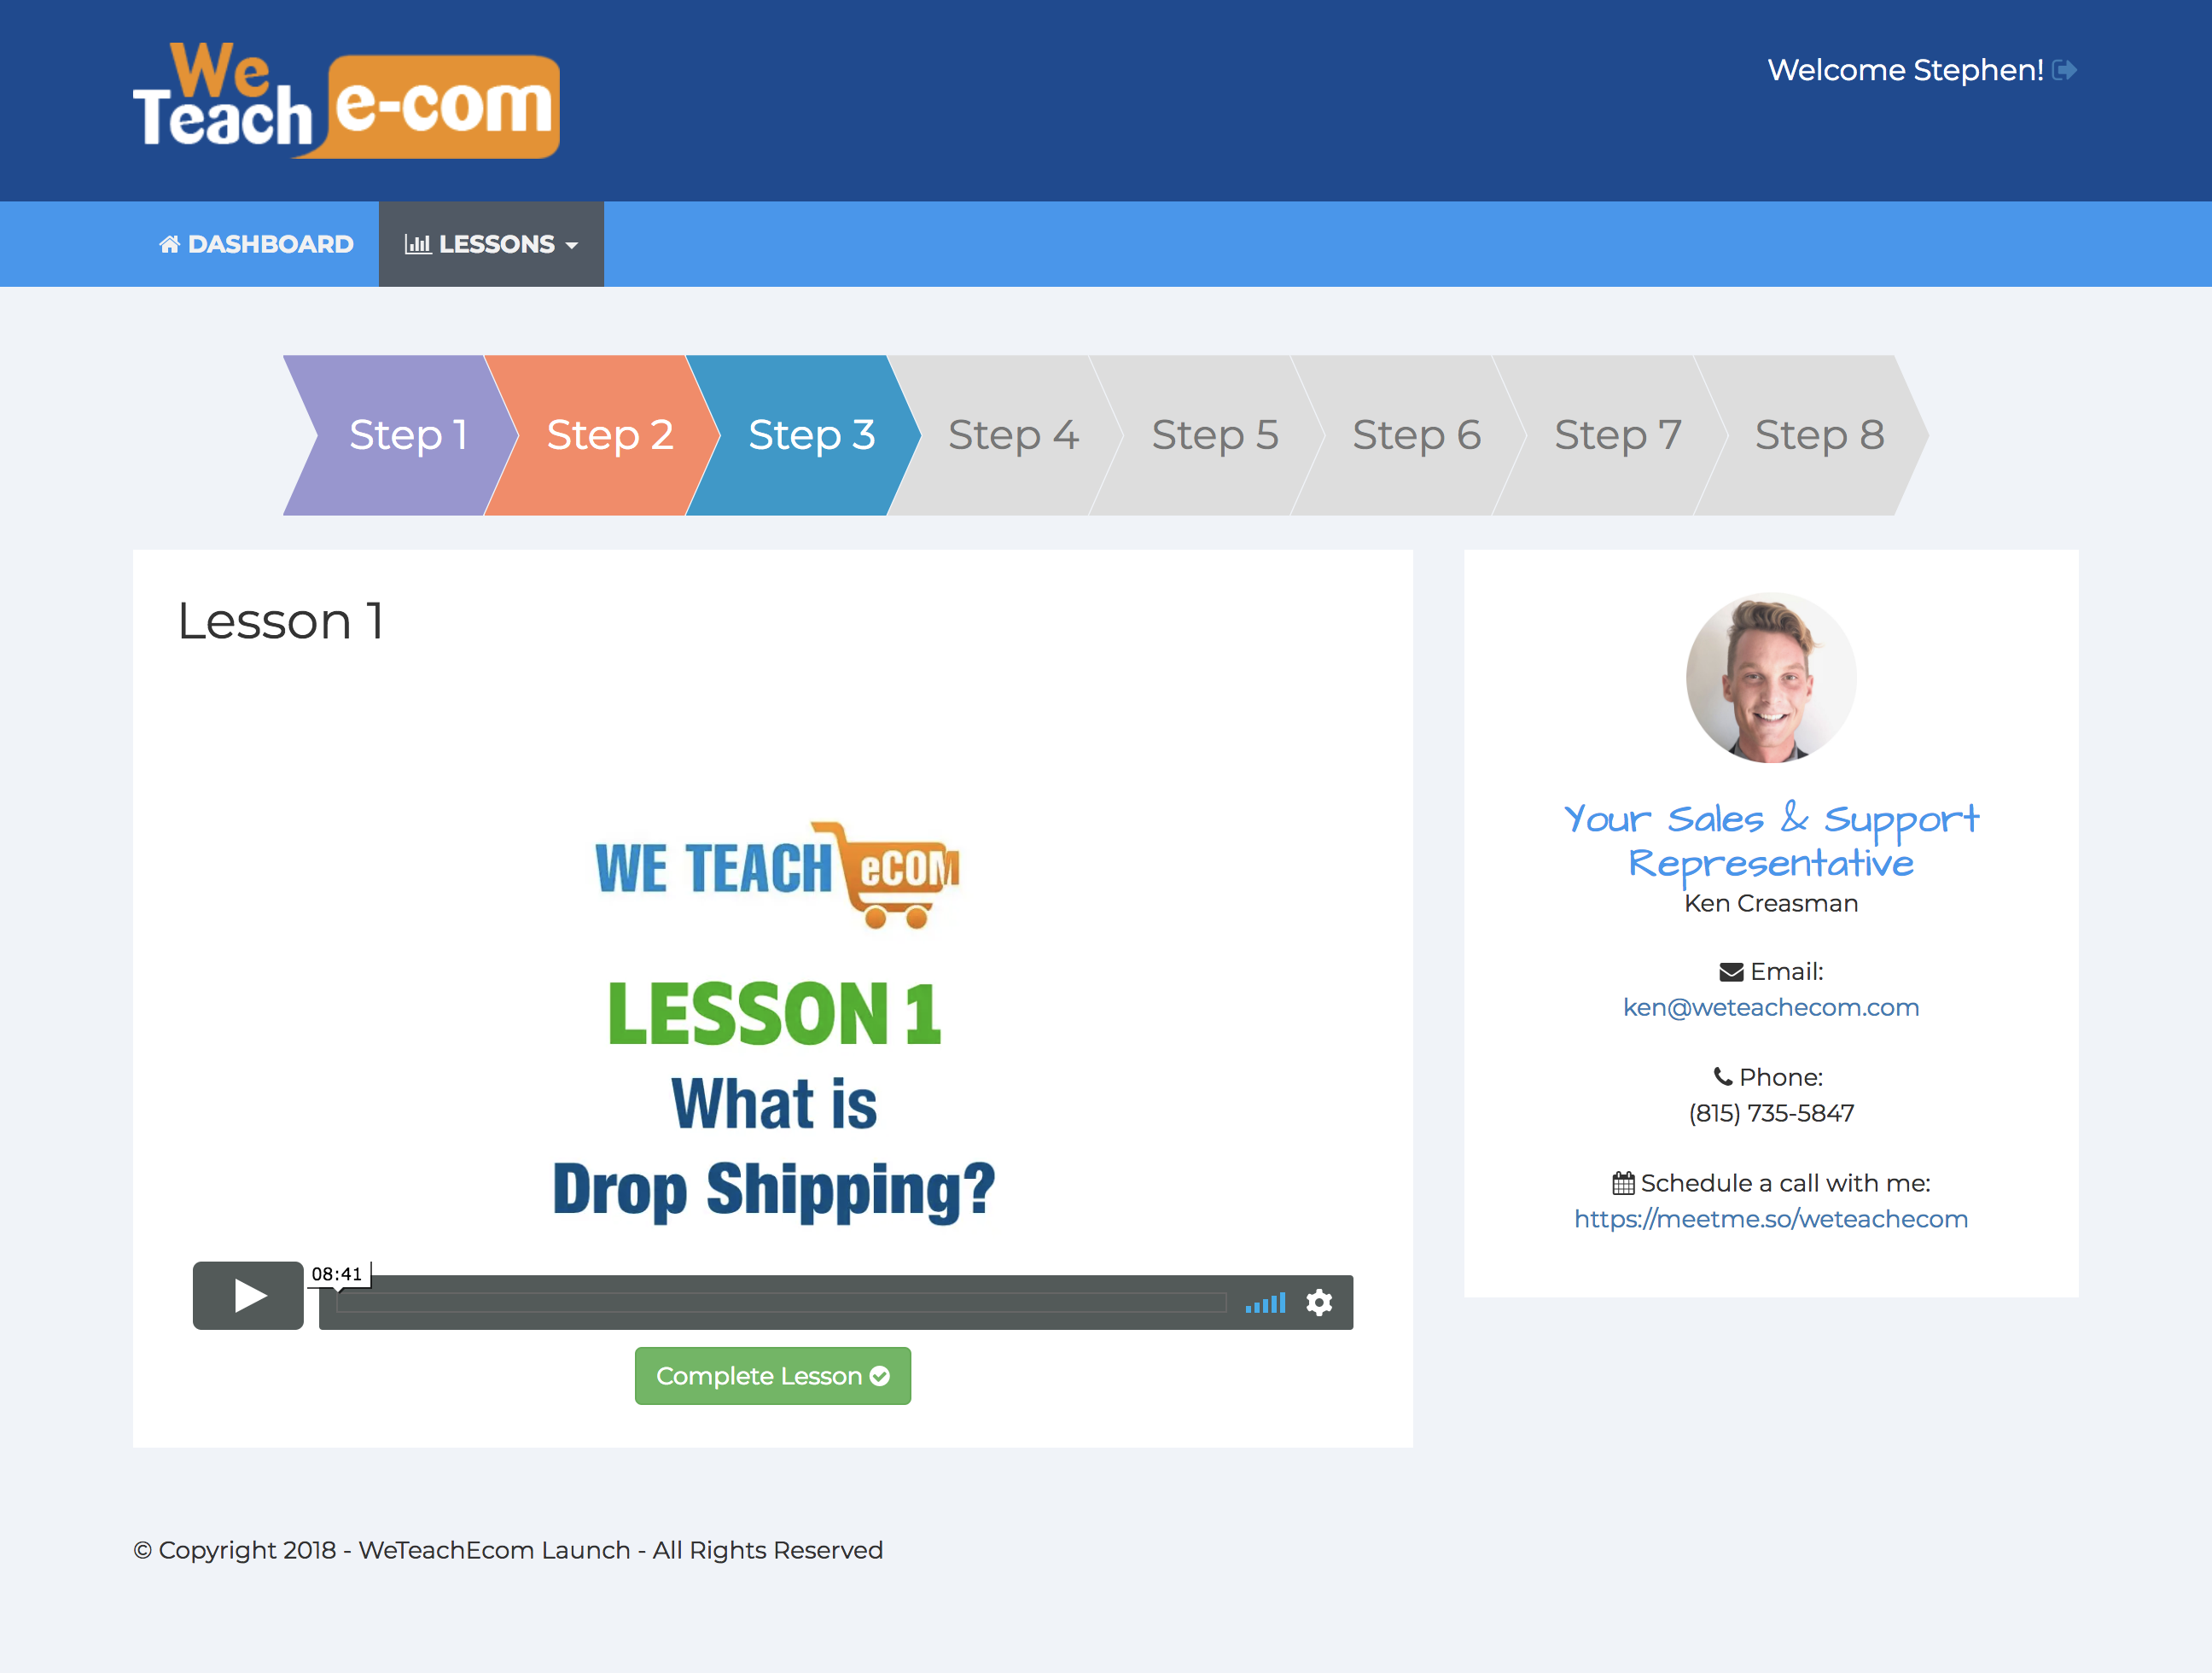 We
Teach e-com
Welcome Stephen!
DASHBOARD
LESSONS
Step 1
Step 2
Step 3
Step 4
Step 5
Step 6
Step 7
Step 8
Lesson 1
WE TEACH eCOM
LESSON 1
What is
Drop Shipping?
08:41
Complete Lesson
Your Sales & Support
Representative
Ken Creasman
Email:
ken@weteachecom.com
Phone:
(815) 735-5847
Schedule a call with me:
https://meetme.so/weteachecom
© Copyright 2018 - WeTeachEcom Launch - All Rights Reserved